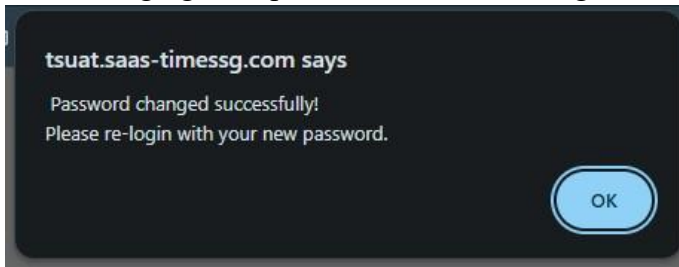 tsuat.saas-timessg.com says
Password changed successfully!
Please re-login with your new password.
OK